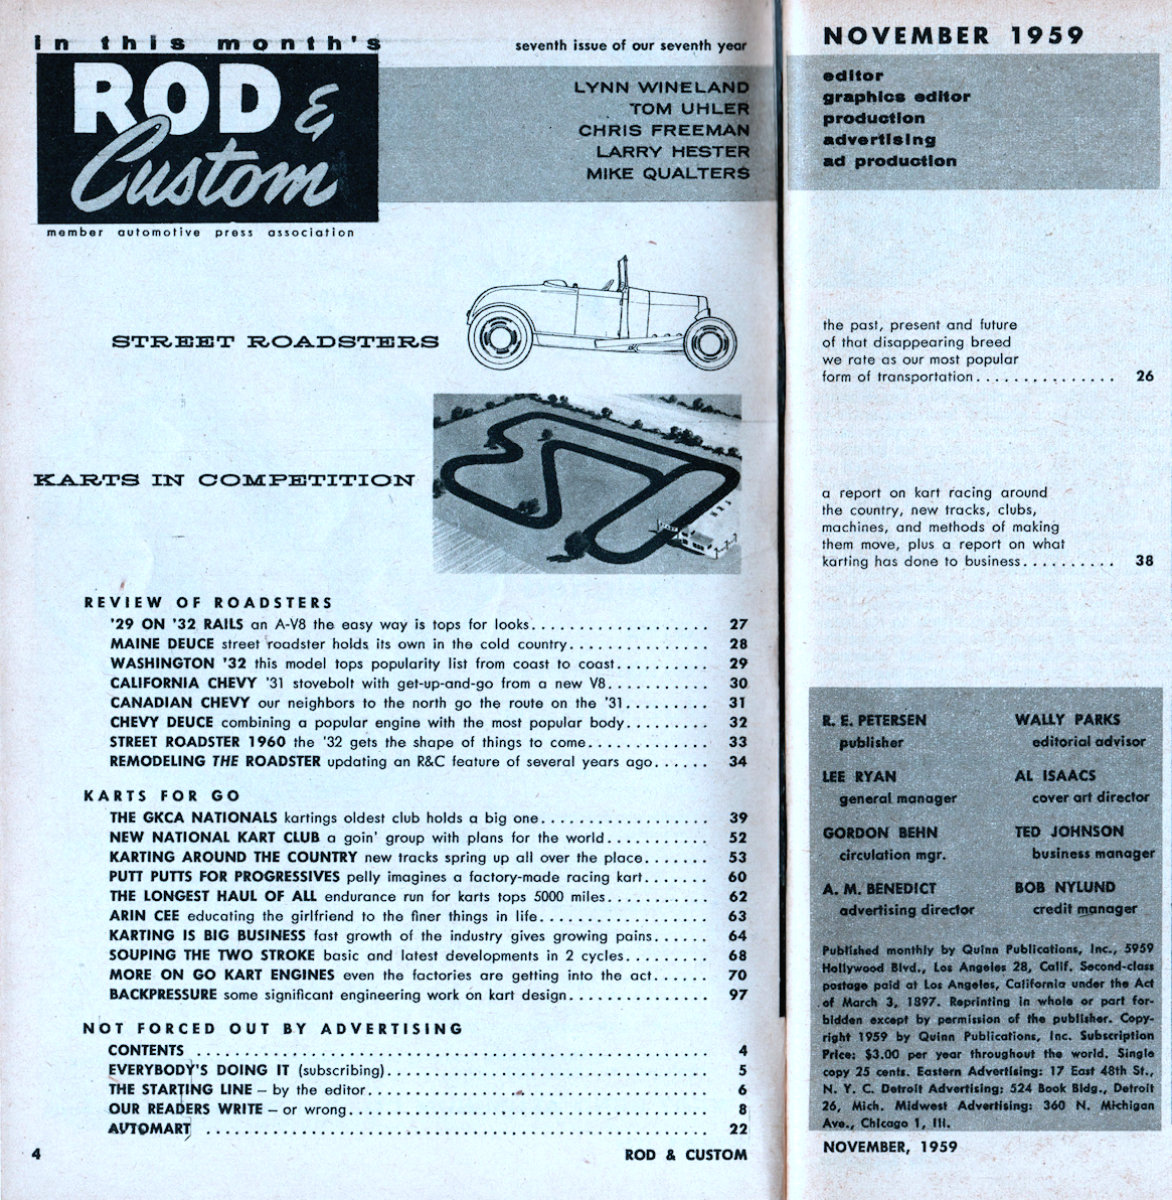 in this month's
ROD &
Custom
member automotive press association
seventh issue of our seventh year
LYNN WINELAND
TOM UHLER
CHRIS FREEMAN
LARRY HESTER
MIKE QUALTERS
NOVEMBER 1959
editor
graphics editor
production
advertising
ad production
STREET ROADSTERS
the past, present and future
of that disappearing breed
we rate as our most popular
form of transportation............... 26
KARTS IN COMPETITION
a report on kart racing around
the country, new tracks, clubs,
machines, and methods of making
them move, plus a report on what
karting has done to business.......... 38
REVIEW OF ROADSTERS
'29 ON '32 RAILS an A-V8 the easy way is tops for looks................... 27
MAINE DEUCE street roadster holds its own in the cold country............... 28
WASHINGTON '32 this model tops popularity list from coast to coast.......... 29
CALIFORNIA CHEVY '31 stovebolt with get-up-and-go from a new V8........... 30
CANADIAN CHEVY our neighbors to the north go the route on the '31......... 31
CHEVY DEUCE combining a popular engine with the most popular body......... 32
STREET ROADSTER 1960 the '32 gets the shape of things to come............. 33
REMODELING THE ROADSTER updating an R&C feature of several years ago...... 34
KARTS FOR GO
THE GKCA NATIONALS kartings oldest club holds a big one.................. 39
NEW NATIONAL KART CLUB a goin' group with plans for the world........... 52
KARTING AROUND THE COUNTRY new tracks spring up all over the place....... 53
PUTT PUTTS FOR PROGRESSIVES pelly imagines a factory-made racing kart....... 60
THE LONGEST HAUL OF ALL endurance run for karts tops 5000 miles........... 62
ARIN CEE educating the girlfriend to the finer things in life.................. 63
KARTING IS BIG BUSINESS fast growth of the industry gives growing pains...... 64
SOUPING THE TWO STROKE basic and latest developments in 2 cycles......... 68
MORE ON GO KART ENGINES even the factories are getting into the act...... 70
BACKPRESSURE some significant engineering work on kart design............... 97
NOT FORCED OUT BY ADVERTISING
CONTENTS ....................................................... 4
EVERYBODY'S DOING IT (subscribing)................................... 5
THE STARTING LINE – by the editor..................................... 6
OUR READERS WRITE – or wrong....................................... 8
AUTOMART ...................................................... 22
4
ROD & CUSTOM
R. E. PETERSEN
publisher
WALLY PARKS
editorial advisor
LEE RYAN
general manager
AL ISAACS
cover art director
GORDON BEHN
circulation mgr.
TED JOHNSON
business manager
A. M. BENEDICT
advertising director
BOB NYLUND
credit manager
Published monthly by Quinn Publications, Inc., 5959
Hollywood Blvd., Los Angeles 28, Calif. Second-class
postage paid at Los Angeles, California under the Act
of March 3, 1897. Reprinting in whole or part for-
bidden except by permission of the publisher. Copy-
right 1959 by Quinn Publications, Inc. Subscription
Price: $3.00 per year throughout the world. Single
copy 25 cents. Eastern Advertising: 17 East 48th St.,
N. Y. C. Detroit Advertising: 524 Book Bldg., Detroit
26, Mich. Midwest Advertising: 360 N. Michigan
Ave., Chicago 1, Ill.
NOVEMBER, 1959